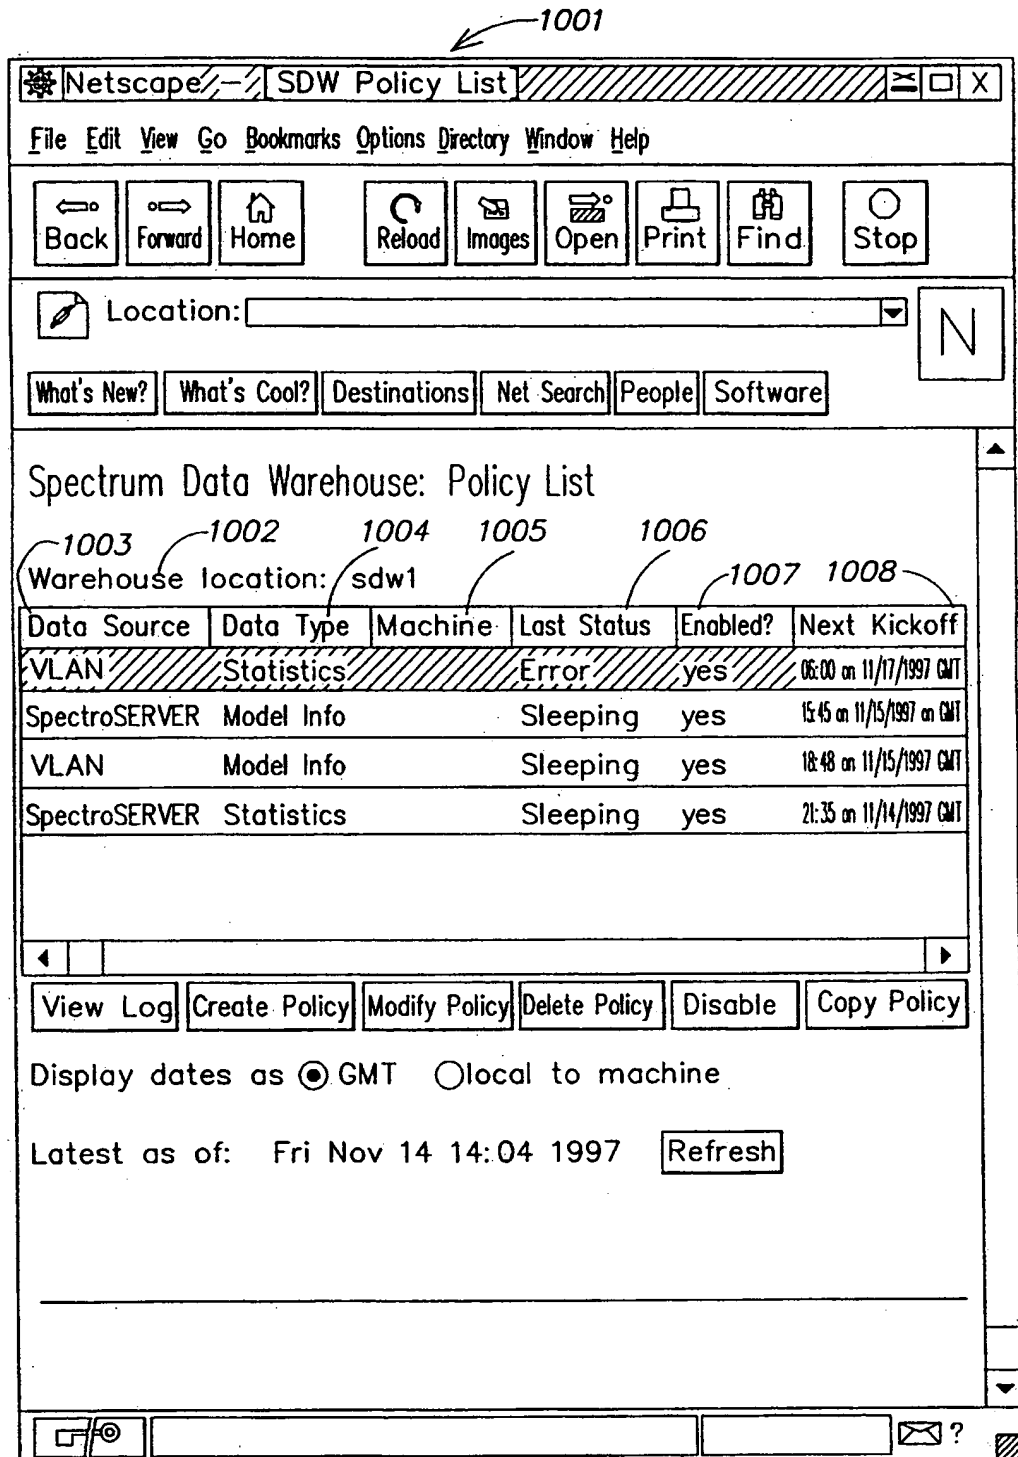 1001
Netscape - [SDW Policy List]
X
File Edit View Go Bookmarks Options Directory Window Help
Back Forward Home Reload Images Open Print Find Stop
Location:
N
What's New? What's Cool? Destinations Net Search People Software
Spectrum Data Warehouse: Policy List
1003 1002 1004 1005 1006
Warehouse location: sdw1
1007 1008
Data Source Data Type Machine Last Status Enabled? Next Kickoff
VLAN Statistics Error yes 06:00 on 11/17/1997 GMT
SpectroSERVER Model Info Sleeping yes 15:45 on 11/15/1997 on GMT
VLAN Model Info Sleeping yes 18:48 on 11/15/1997 GMT
SpectroSERVER Statistics Sleeping yes 21:35 on 11/14/1997 GMT
View Log Create Policy Modify Policy Delete Policy Disable Copy Policy
Display dates as GMT local to machine
Latest as of: Fri Nov 14 14:04 1997 Refresh
?